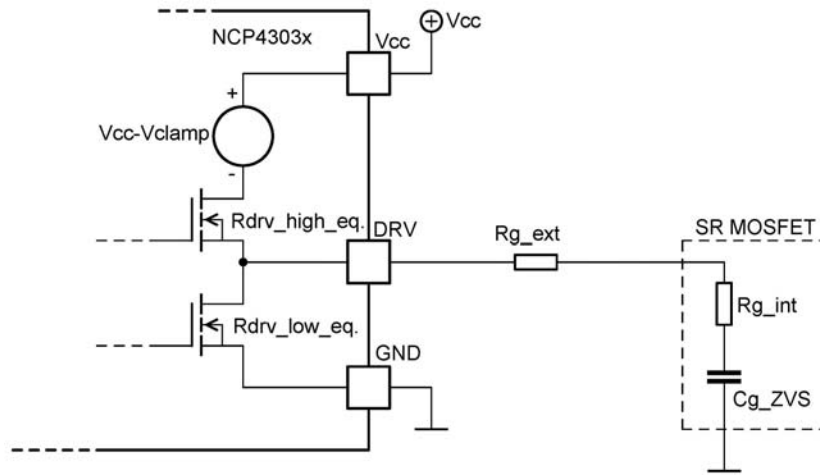 NCP4303x
Vcc
Vcc
+
Vcc-Vclamp
-
Rdrv_high_eq.
DRV
Rg_ext
SR MOSFET
Rg_int
Rdrv_low_eq.
GND
Cg_ZVS